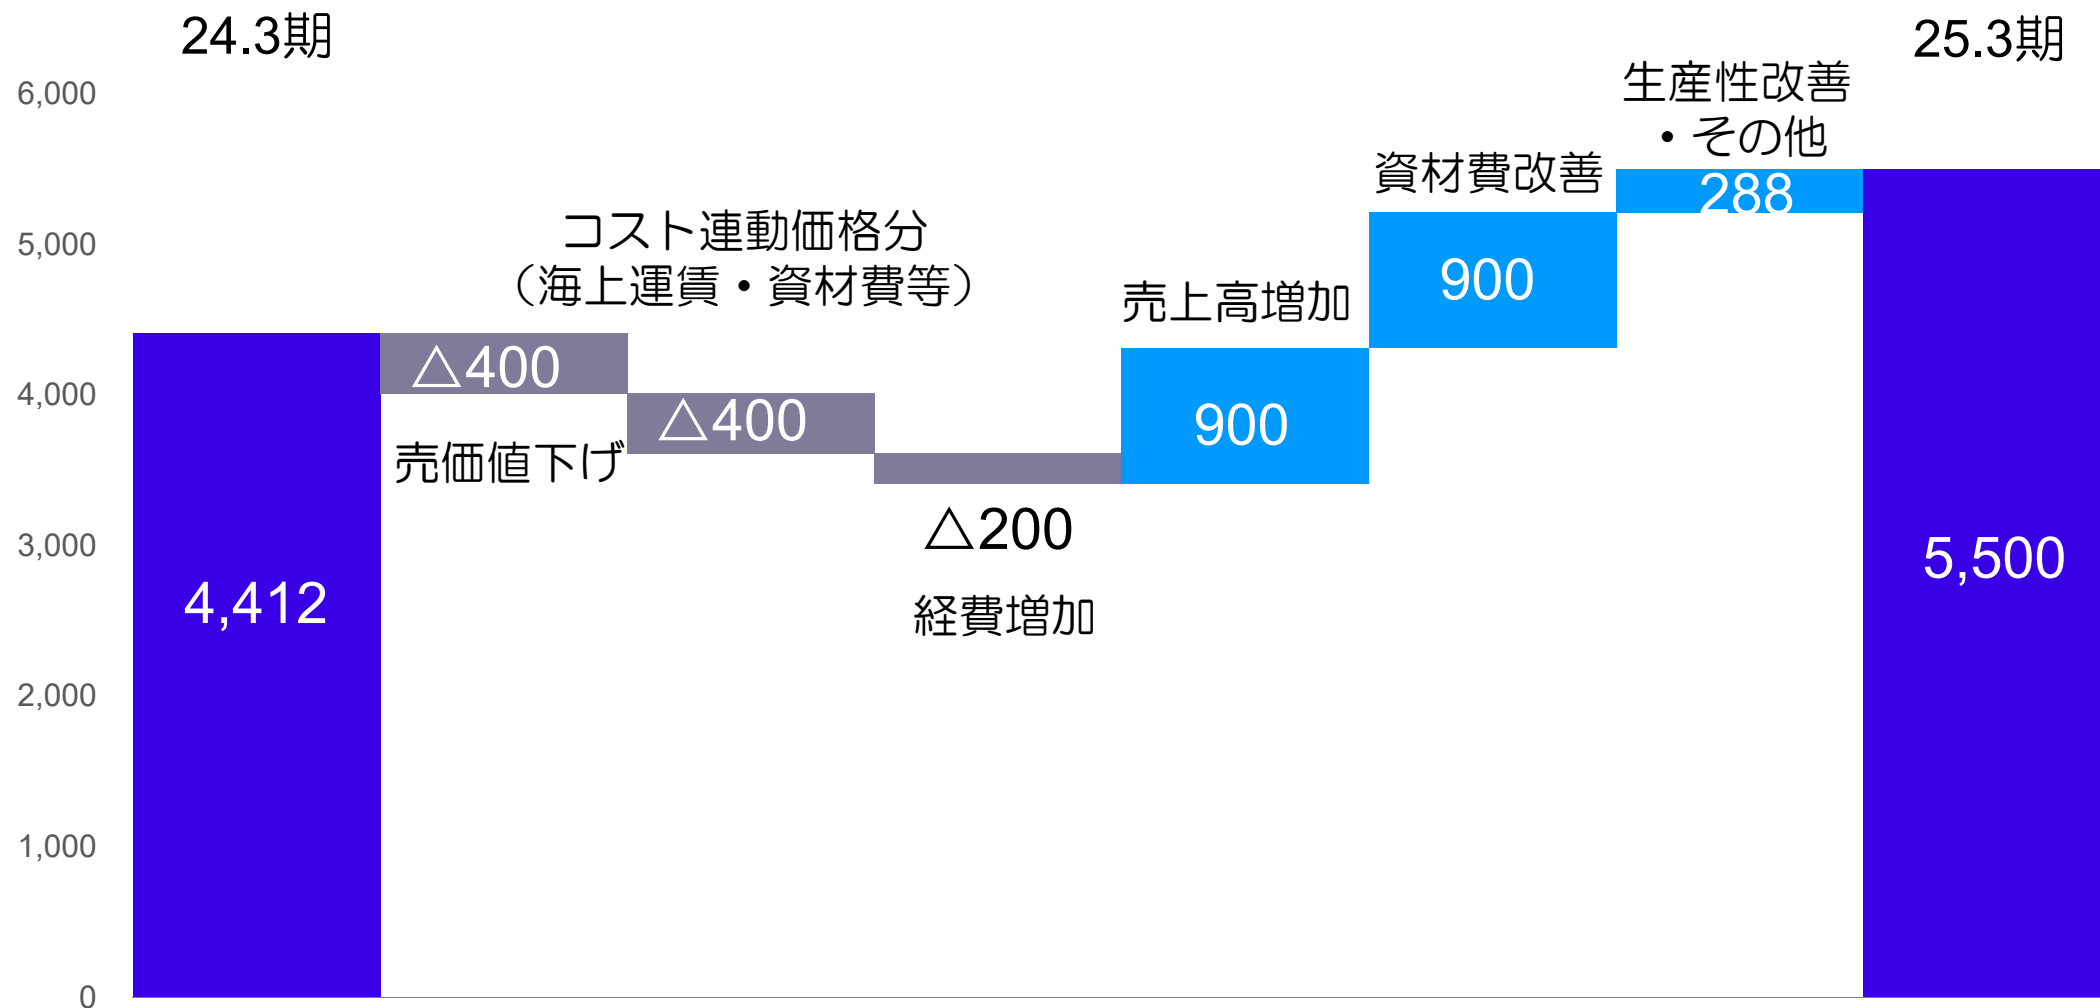 24.3期
25.3期
6,000
5,000
4,000
3,000
2,000
1,000
0
4,412
△400
売価値下げ
コスト連動価格分
（海上運賃・資材費等）
△400
△200
経費増加
売上高増加
900
資材費改善
900
生産性改善
・その他
288
5,500